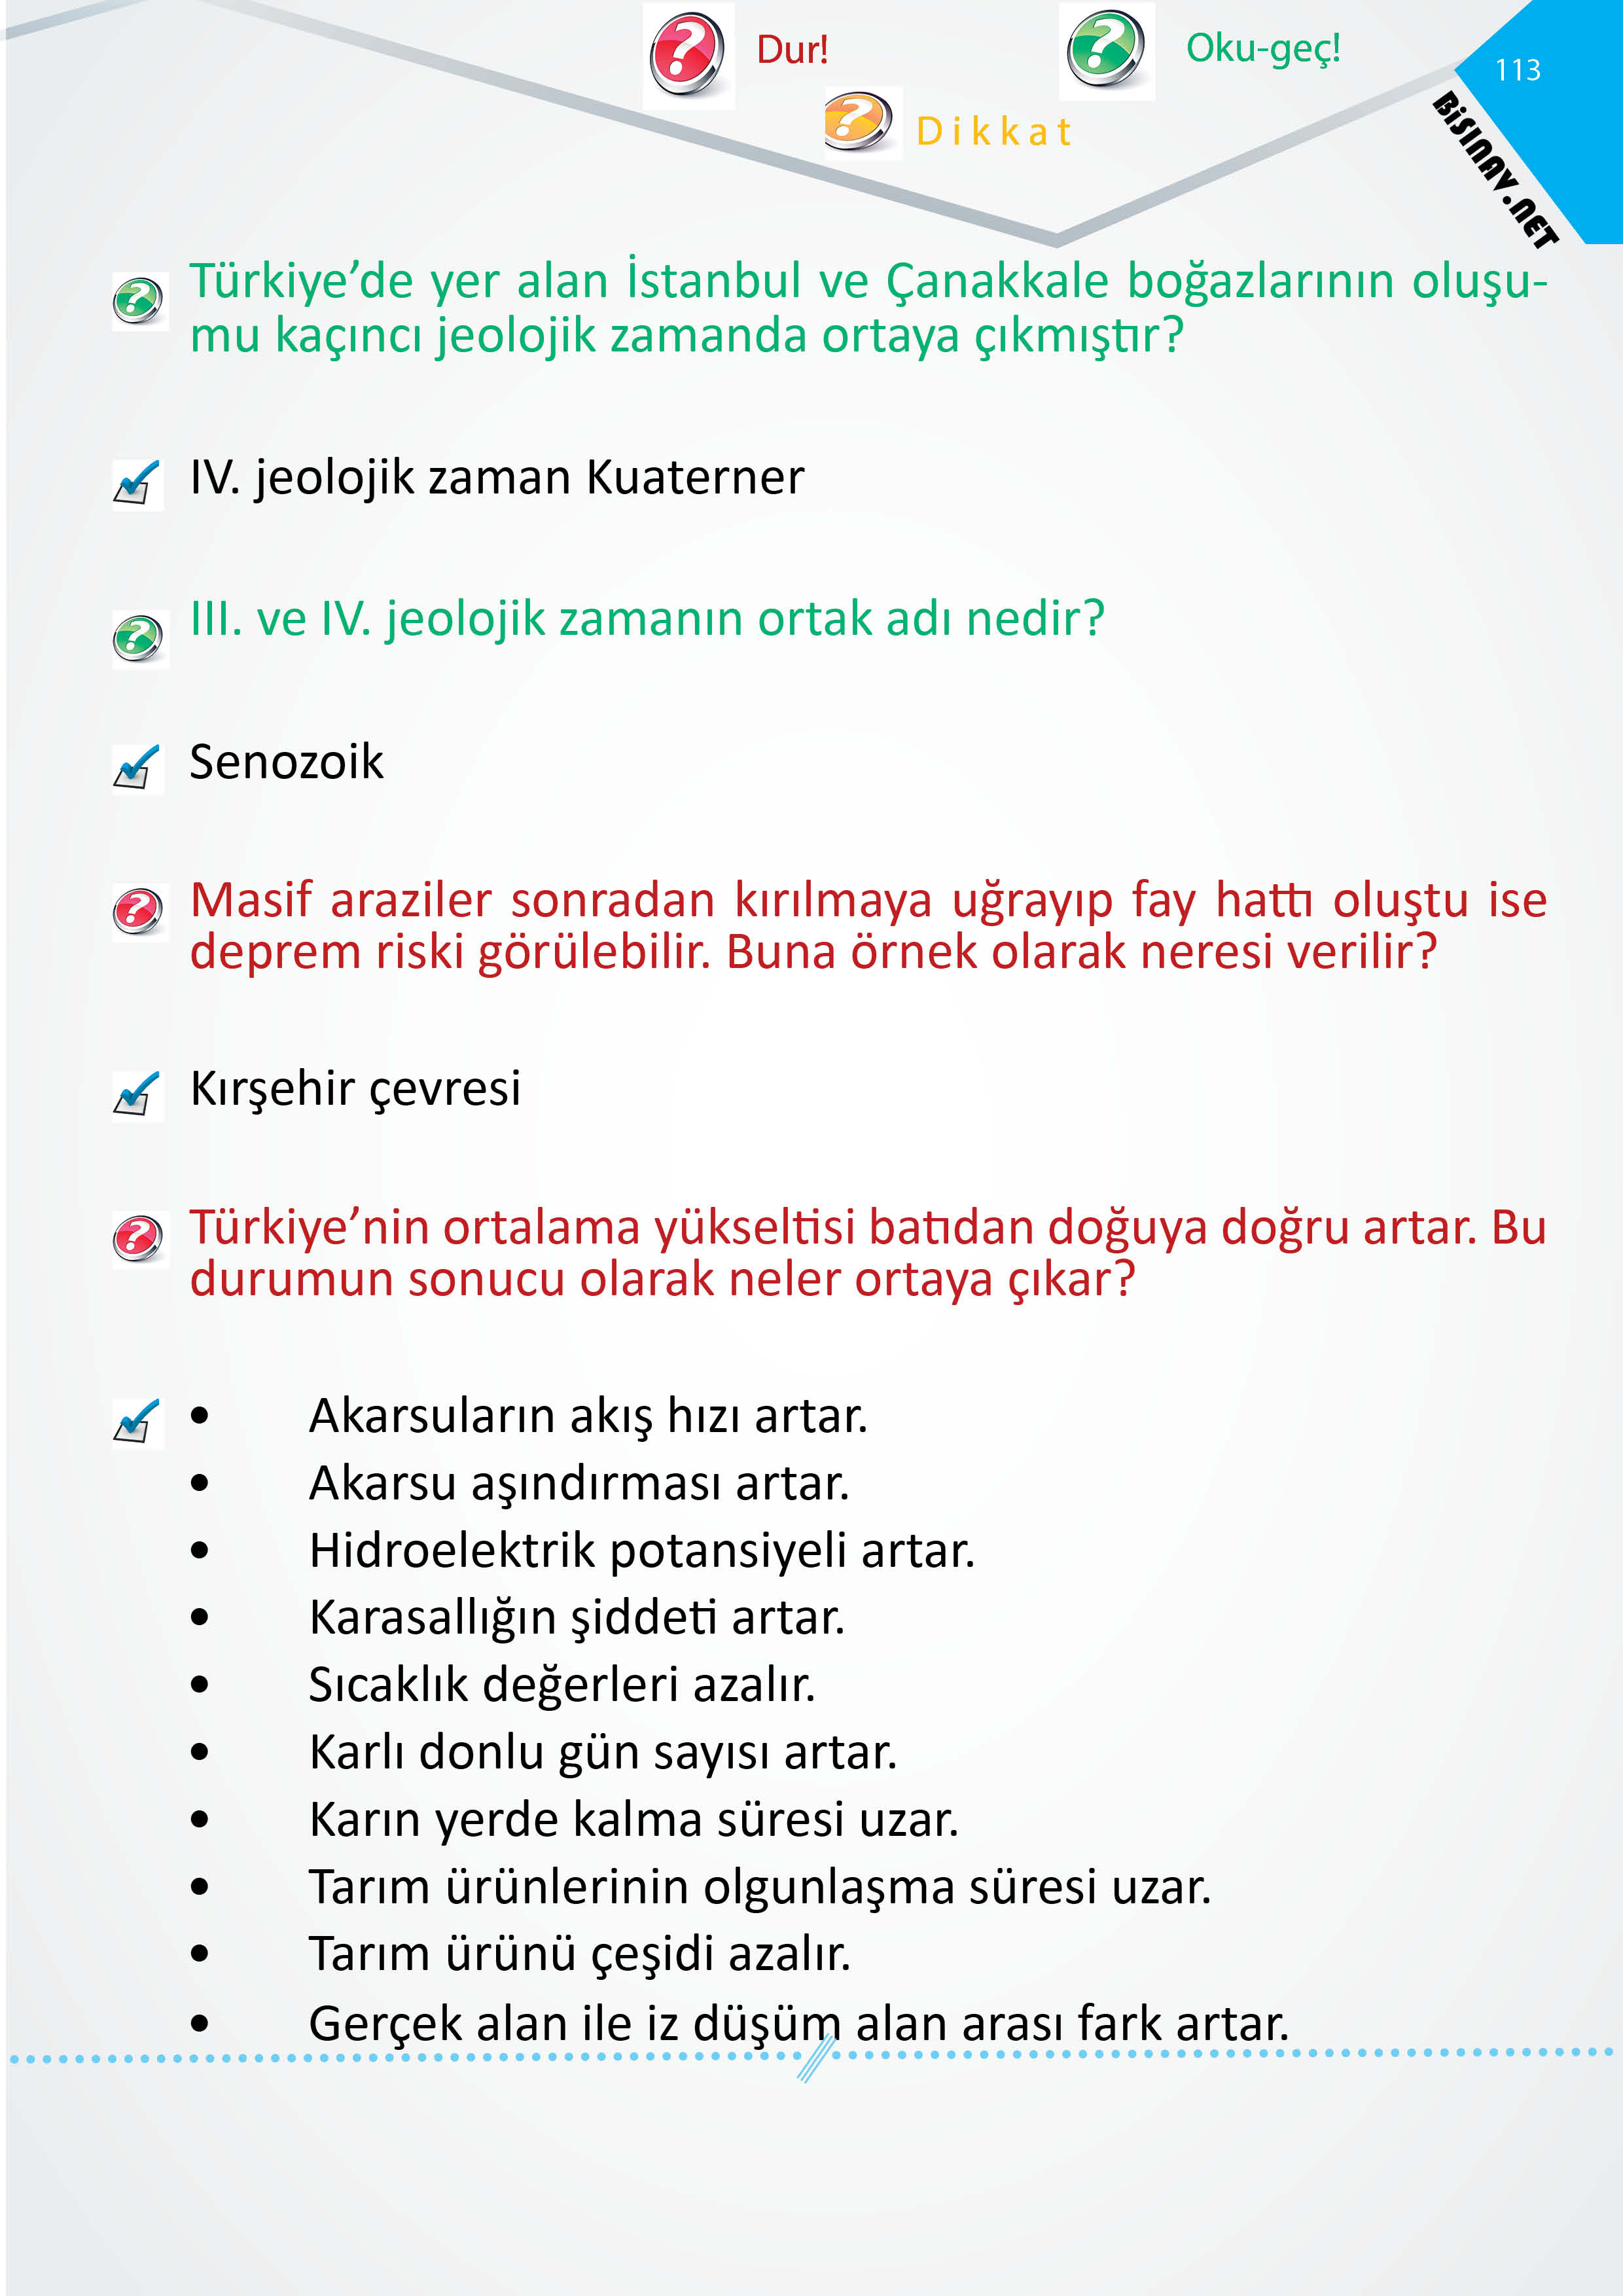 Dur!
Oku-geç!
Dikkat
113
BiSINAV.NET
Türkiye’de yer alan İstanbul ve Çanakkale boğazlarının oluşu-
mu kaçıncı jeolojik zamanda ortaya çıkmıştır?
IV. jeolojik zaman Kuaterner
III. ve IV. jeolojik zamanın ortak adı nedir?
Senozoik
Masif araziler sonradan kırılmaya uğrayıp fay hattı oluştu ise
deprem riski görülebilir. Buna örnek olarak neresi verilir?
Kırşehir çevresi
Türkiye’nin ortalama yükseltisi batıdan doğuya doğru artar. Bu
durumun sonucu olarak neler ortaya çıkar?
• Akarsuların akış hızı artar.
• Akarsu aşındırması artar.
• Hidroelektrik potansiyeli artar.
• Karasallığın şiddeti artar.
• Sıcaklık değerleri azalır.
• Karlı donlu gün sayısı artar.
• Karın yerde kalma süresi uzar.
• Tarım ürünlerinin olgunlaşma süresi uzar.
• Tarım ürünü çeşidi azalır.
• Gerçek alan ile iz düşüm alan arası fark artar.